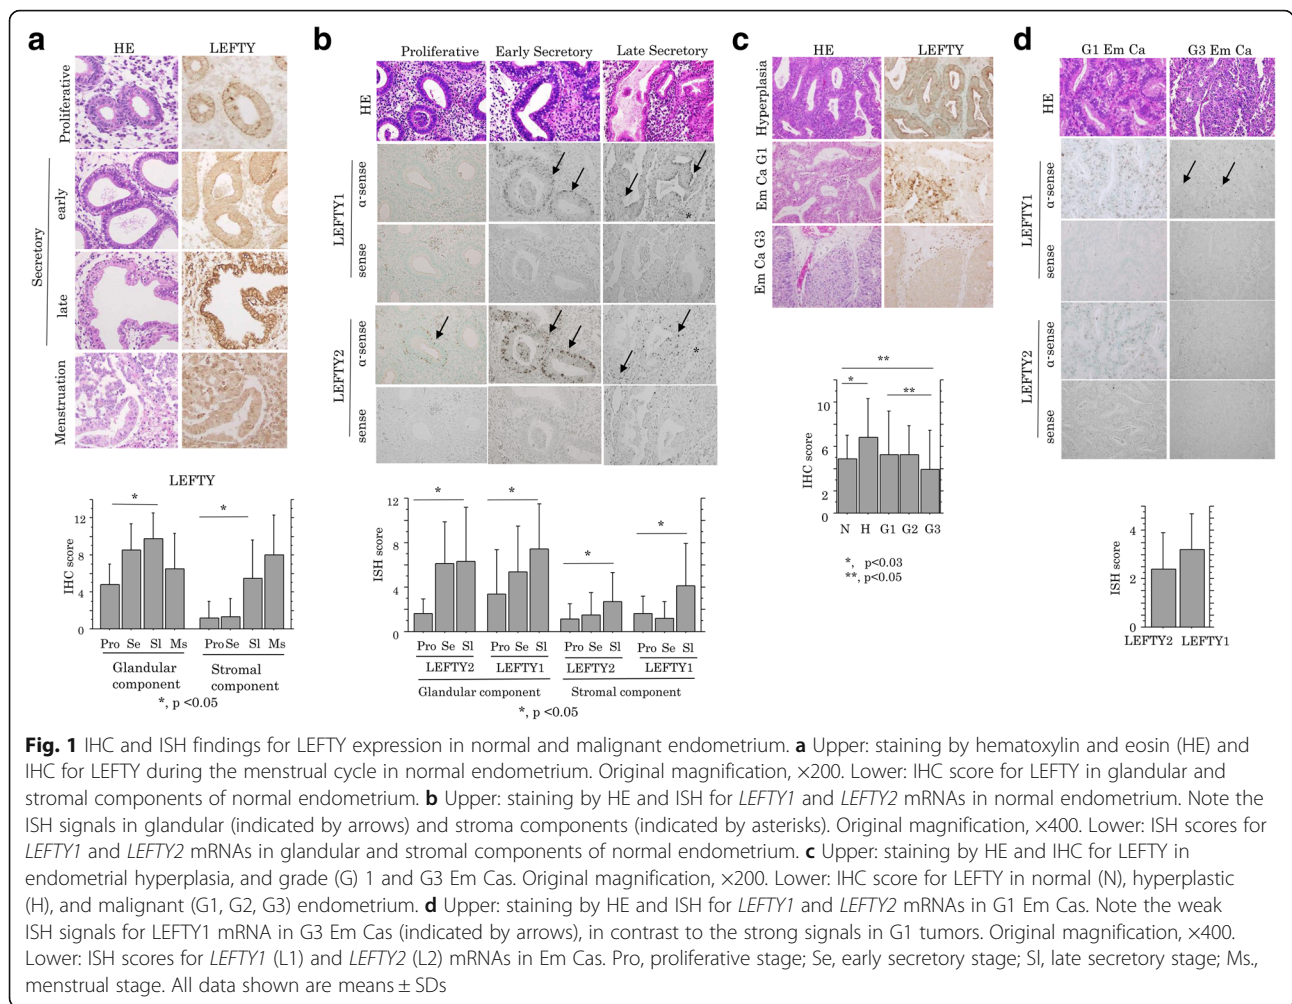 a
HE LEFTY
Proliferative
Secretory
early
late
Menstruation
LEFTY
IHC score
12
8
4
0
*
*
Pro Se Sl Ms Pro Se Sl Ms
Glandular component
Stromal component
*, p <0.05
b
Proliferative Early Secretory Late Secretory
HE
LEFTY1
α-sense
sense
LEFTY2
α-sense
sense
*
*
ISH score
12
8
4
0
*
*
*
*
Pro Se Sl Pro Se Sl Pro Se Sl Pro Se Sl
LEFTY2 LEFTY1 LEFTY2 LEFTY1
Glandular component Stromal component
*, p <0.05
c
HE LEFTY
Hyperplasia
Em Ca G1
Em Ca G3
**
*
**
IHC score
10
8
6
4
2
0
N H G1 G2 G3
*, p<0.03
**, p<0.05
d
G1 Em Ca G3 Em Ca
HE
LEFTY1
α-sense
sense
LEFTY2
α-sense
sense
ISH score
4
2
0
LEFTY2 LEFTY1
Fig. 1 IHC and ISH findings for LEFTY expression in normal and malignant endometrium. a Upper: staining by hematoxylin and eosin (HE) and
IHC for LEFTY during the menstrual cycle in normal endometrium. Original magnification, ×200. Lower: IHC score for LEFTY in glandular and
stromal components of normal endometrium. b Upper: staining by HE and ISH for LEFTY1 and LEFTY2 mRNAs in normal endometrium. Note the
ISH signals in glandular (indicated by arrows) and stroma components (indicated by asterisks). Original magnification, ×400. Lower: ISH scores for
LEFTY1 and LEFTY2 mRNAs in glandular and stromal components of normal endometrium. c Upper: staining by HE and IHC for LEFTY in
endometrial hyperplasia, and grade (G) 1 and G3 Em Cas. Original magnification, ×200. Lower: IHC score for LEFTY in normal (N), hyperplastic
(H), and malignant (G1, G2, G3) endometrium. d Upper: staining by HE and ISH for LEFTY1 and LEFTY2 mRNAs in G1 Em Cas. Note the weak
ISH signals for LEFTY1 mRNA in G3 Em Cas (indicated by arrows), in contrast to the strong signals in G1 tumors. Original magnification, ×400.
Lower: ISH scores for LEFTY1 (L1) and LEFTY2 (L2) mRNAs in Em Cas. Pro, proliferative stage; Se, early secretory stage; Sl, late secretory stage; Ms.,
menstrual stage. All data shown are means ± SDs